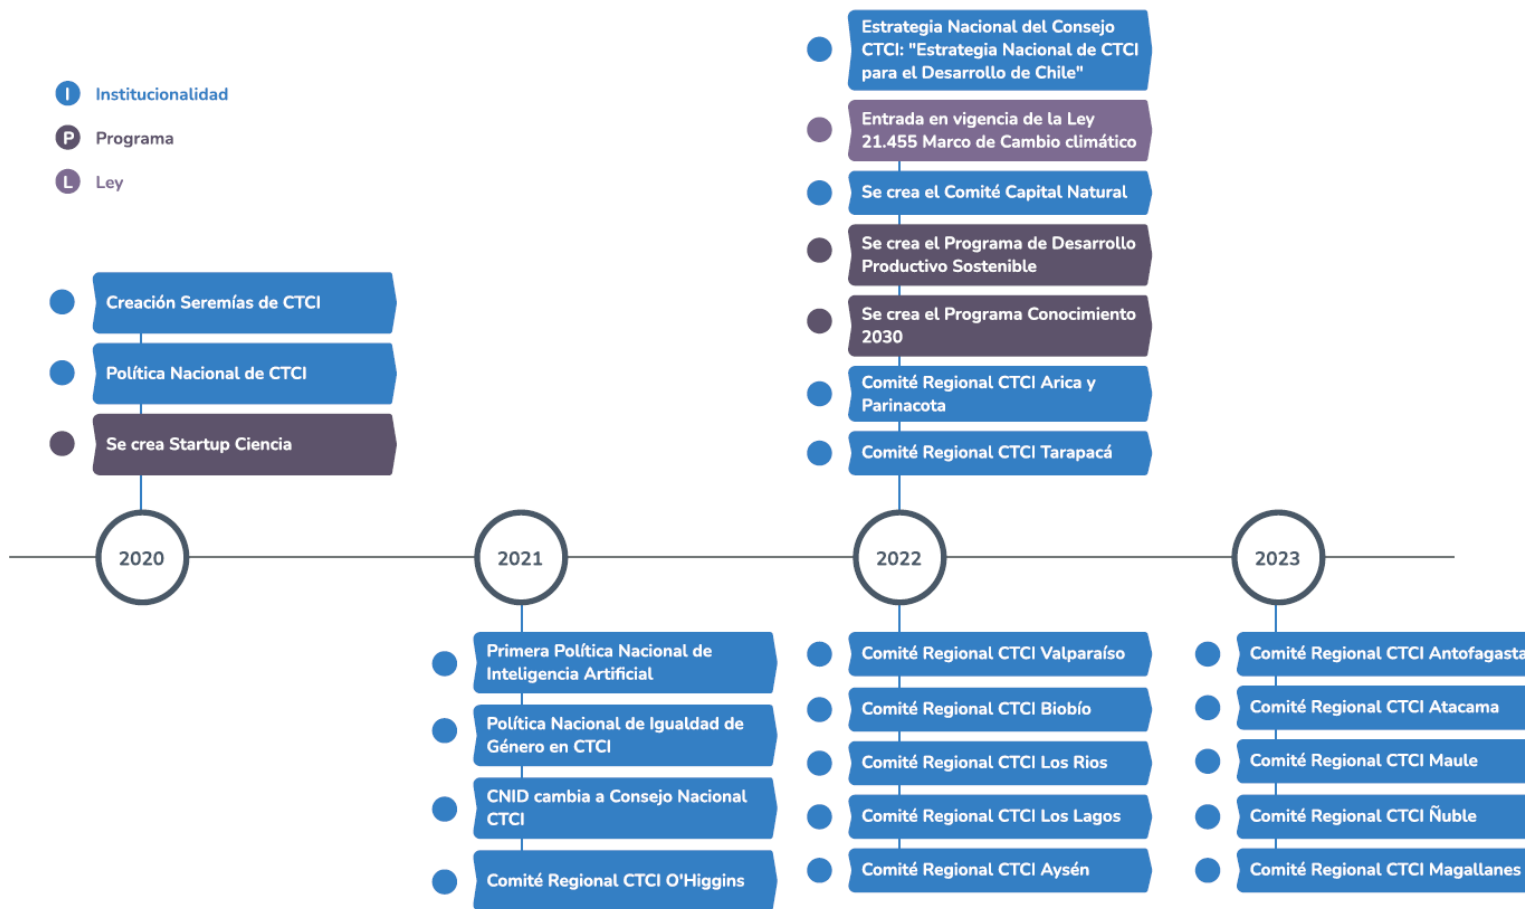 I Institucionalidad
P Programa
L Ley
Creación Seremías de CTCI
Política Nacional de CTCI
Se crea Startup Ciencia
2020
2021
Primera Política Nacional de
Inteligencia Artificial
Política Nacional de Igualdad de
Género en CTCI
CNID cambia a Consejo Nacional
CTCI
Comité Regional CTCI O'Higgins
Estrategia Nacional del Consejo
CTCI: "Estrategia Nacional de CTCI
para el Desarrollo de Chile"
Entrada en vigencia de la Ley
21.455 Marco de Cambio climático
Se crea el Comité Capital Natural
Se crea el Programa de Desarrollo
Productivo Sostenible
Se crea el Programa Conocimiento
2030
Comité Regional CTCI Arica y
Parinacota
Comité Regional CTCI Tarapacá
2022
Comité Regional CTCI Valparaíso
Comité Regional CTCI Biobío
Comité Regional CTCI Los Rios
Comité Regional CTCI Los Lagos
Comité Regional CTCI Aysén
2023
Comité Regional CTCI Antofagasta
Comité Regional CTCI Atacama
Comité Regional CTCI Maule
Comité Regional CTCI Ñuble
Comité Regional CTCI Magallanes